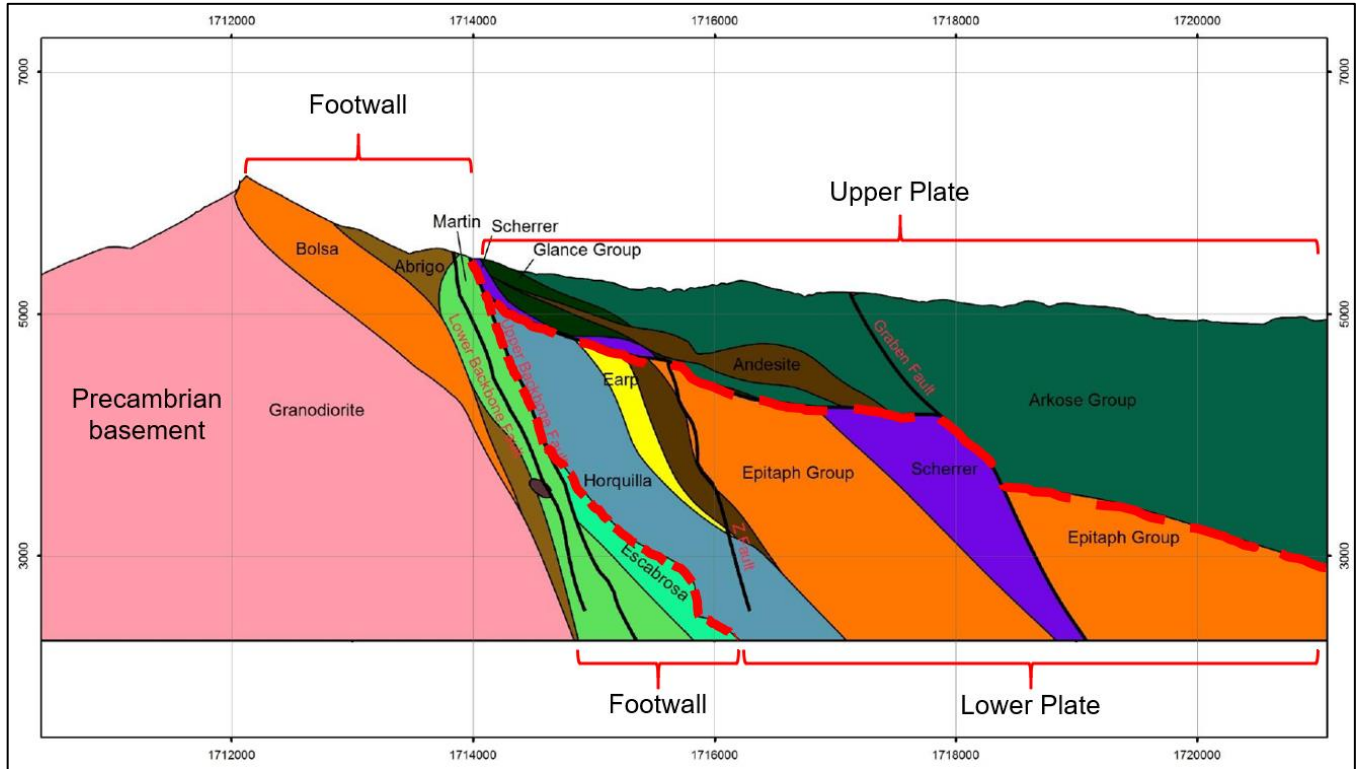 1712000 1714000 1716000 1718000 1720000
7000 7000
Footwall
Upper Plate
Martin
Scherrer
Glance Group
Bolsa
Abrigo
5000 5000
Lower Backbone Fault
Upper Backbone Fault
Graben Fault
Andesite
Earp
Arkose Group
Precambrian
basement
Granodiorite
Epitaph Group
Scherrer
Horquilla
Z Fault
Epitaph Group
Escabrosa
3000 3000
Footwall
Lower Plate
1712000 1714000 1716000 1718000 1720000